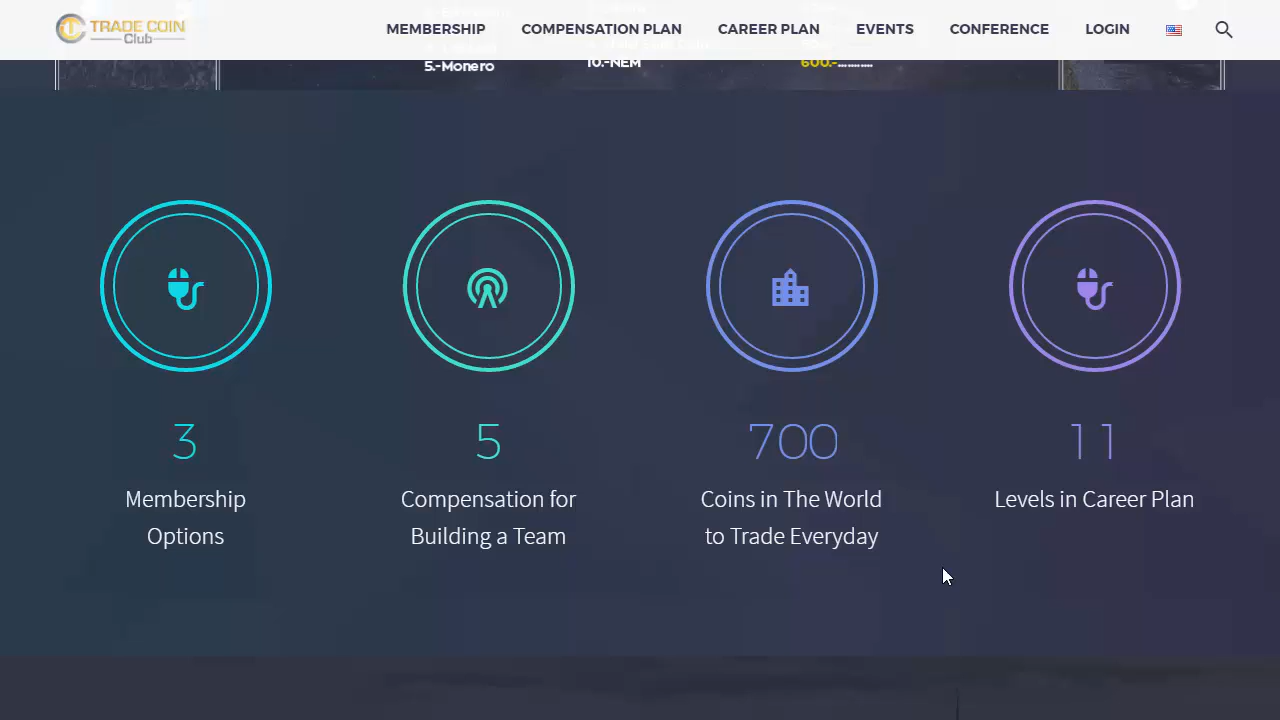 TRADE COIN
Club
MEMBERSHIP
COMPENSATION PLAN
CAREER PLAN
EVENTS
CONFERENCE
LOGIN
5.-Monero
10.-NEM
600.-..........
3
Membership
Options
5
Compensation for
Building a Team
700
Coins in The World
to Trade Everyday
11
Levels in Career Plan